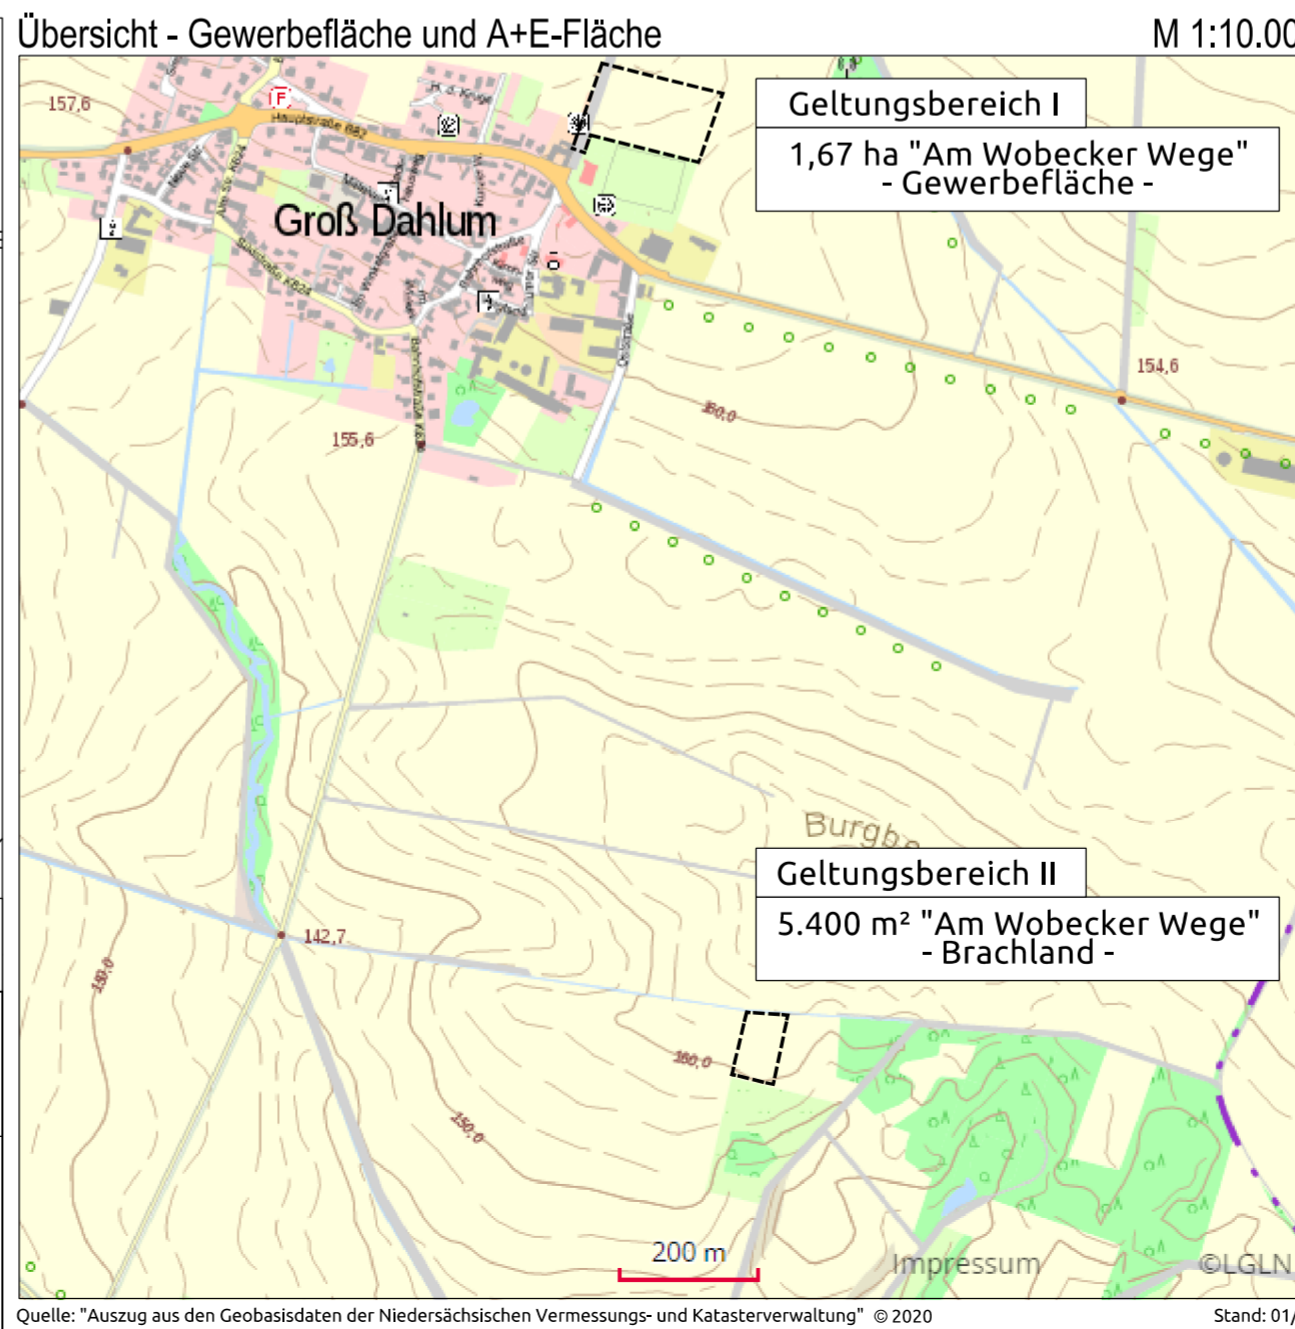 Übersicht - Gewerbefläche und A+E-Fläche
M 1:10.00
157,6
F
H. d. Kruge
Hauptstraße B82
Geltungsbereich I
1,67 ha "Am Wobecker Wege"
- Gewerbefläche -
Groß Dahlum
154,6
160,0
155,6
Burgbe
Geltungsbereich II
5.400 m² "Am Wobecker Wege"
- Brachland -
142,7
150,0
160,0
150,0
200 m
Impressum
©LGLN
Quelle: "Auszug aus den Geobasisdaten der Niedersächsischen Vermessungs- und Katasterverwaltung" © 2020
Stand: 01/